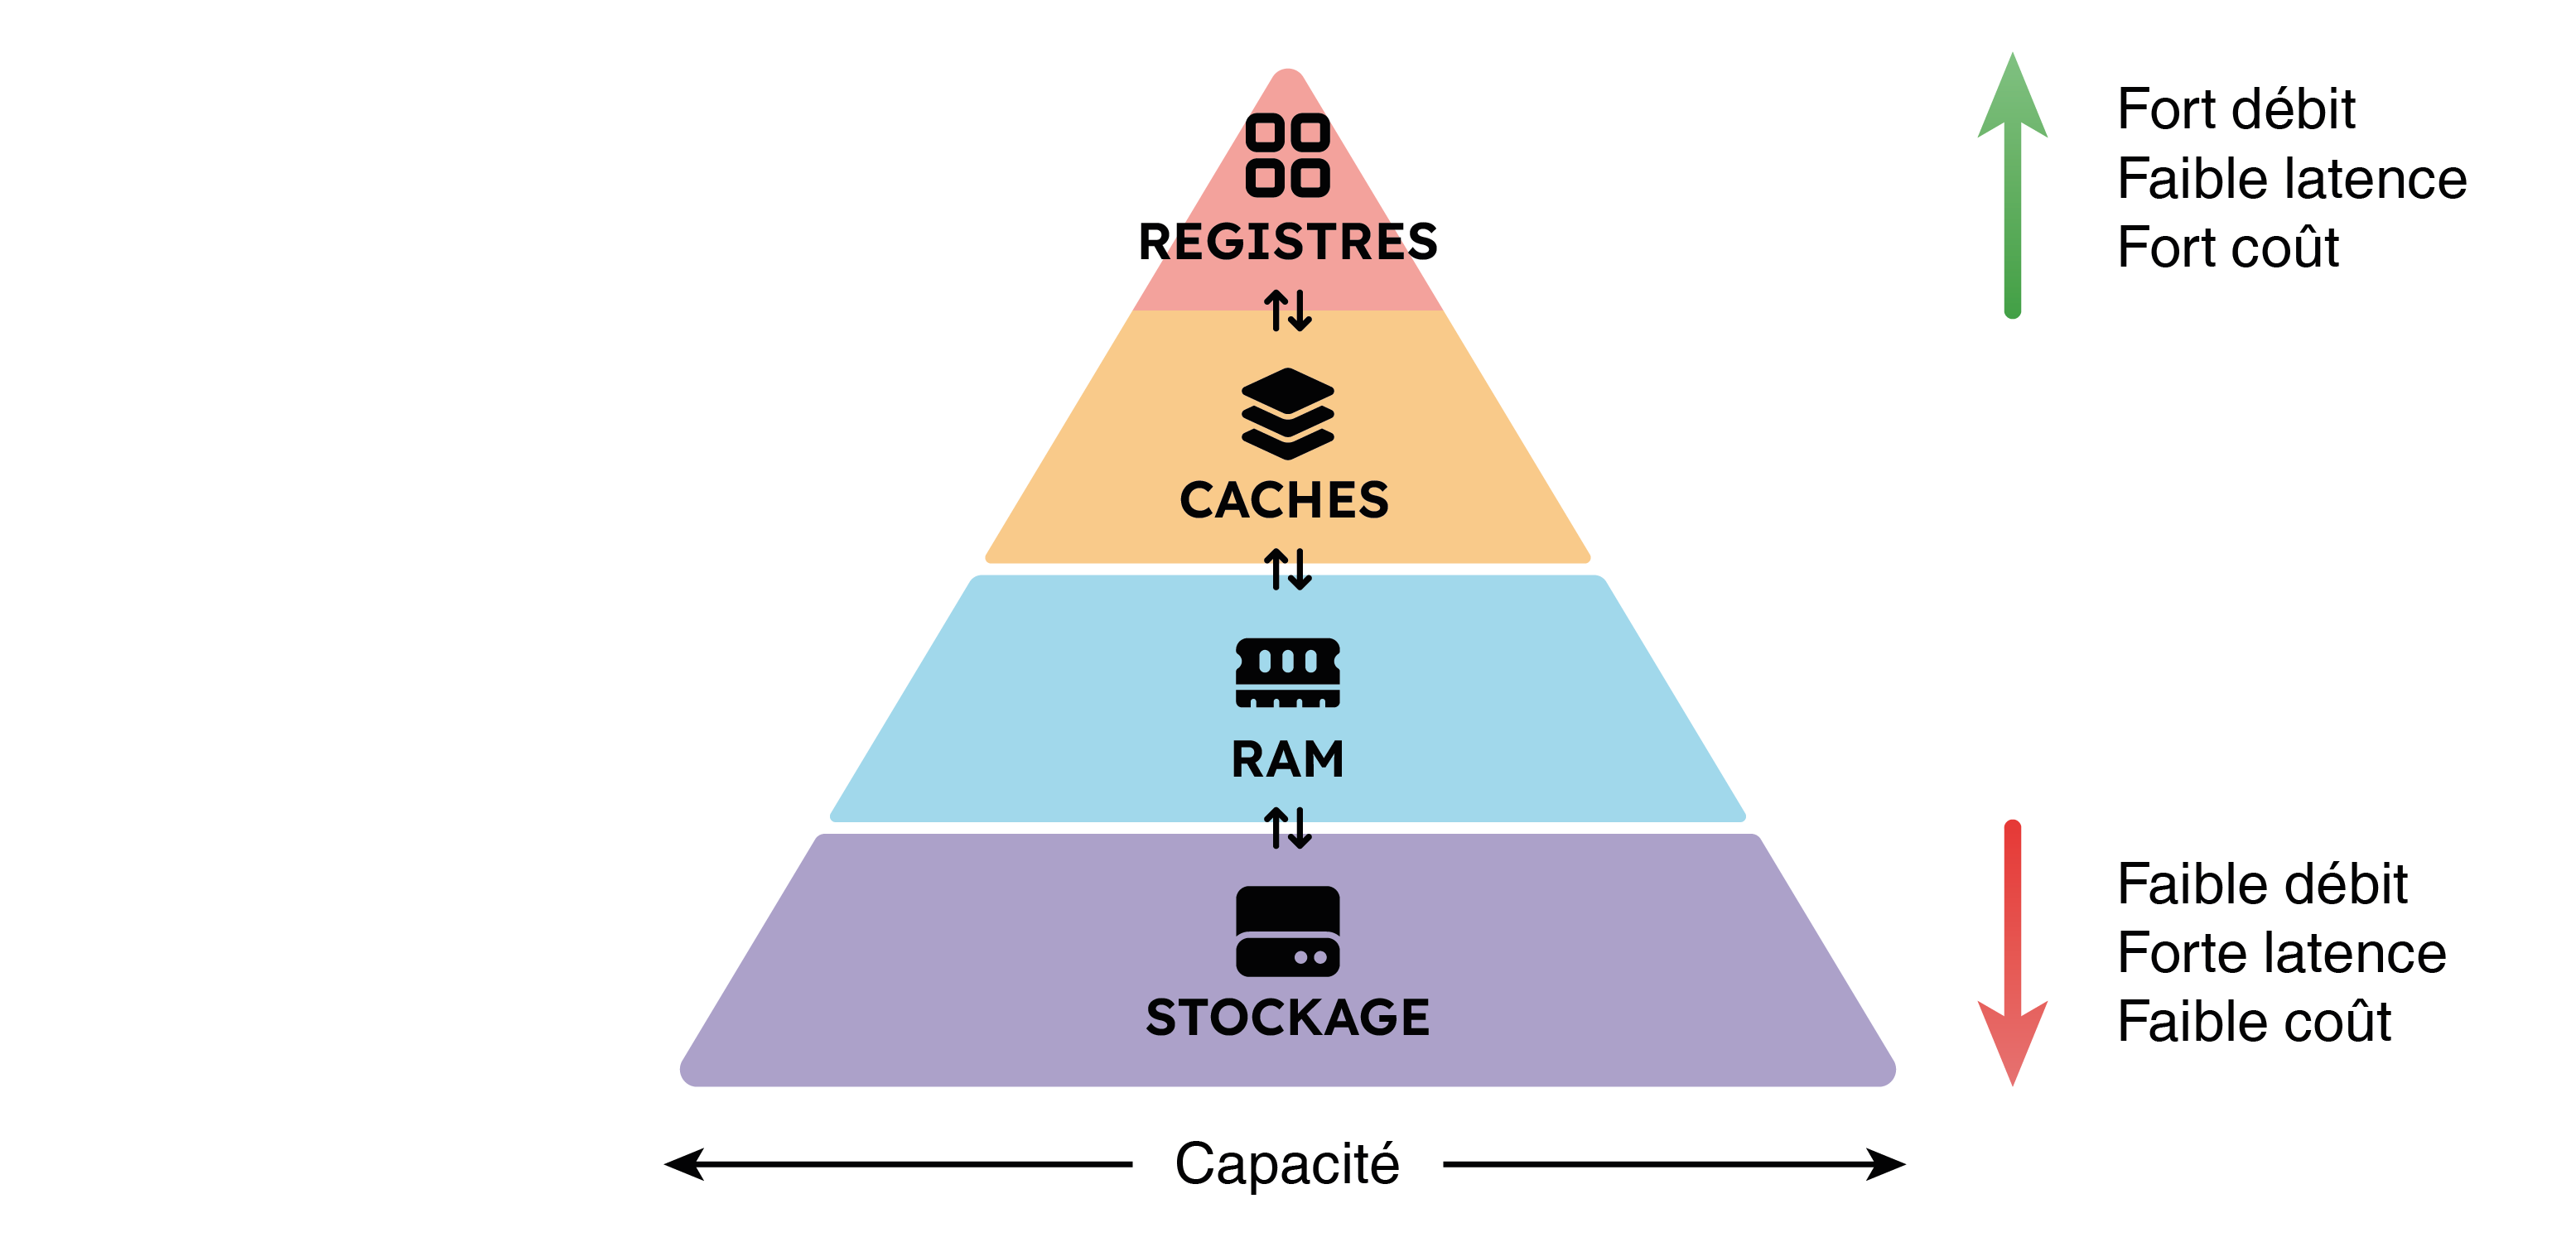 REGISTRES
CACHES
RAM
STOCKAGE
Capacité
Fort débit
Faible latence
Fort coût
Faible débit
Forte latence
Faible coût